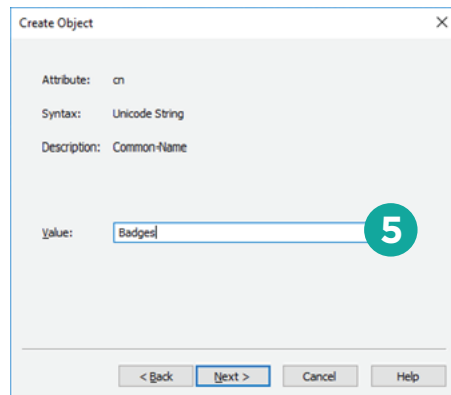 Create Object
Attribute: cn
Syntax: Unicode String
Description: Common-Name
Value: Badges
5
< Back Next > Cancel Help